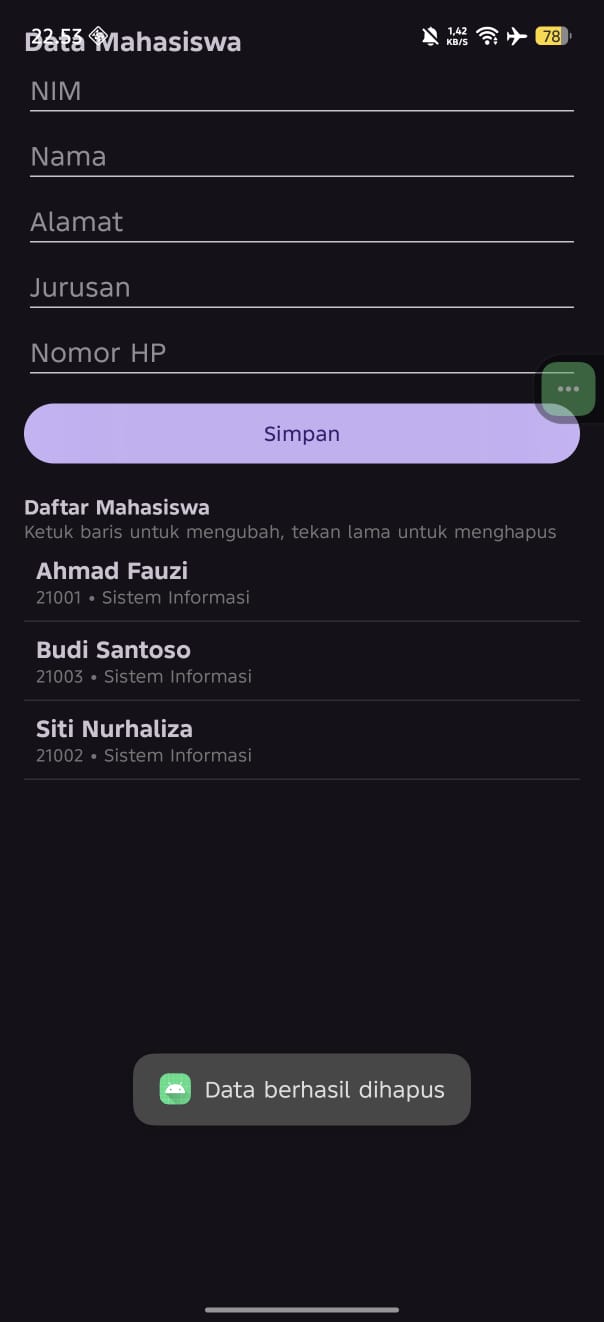 22.53
1,42
KB/S
78
Data Mahasiswa
NIM
Nama
Alamat
Jurusan
Nomor HP
Simpan
Daftar Mahasiswa
Ketuk baris untuk mengubah, tekan lama untuk menghapus
Ahmad Fauzi
21001 • Sistem Informasi
Budi Santoso
21003 • Sistem Informasi
Siti Nurhaliza
21002 • Sistem Informasi
Data berhasil dihapus